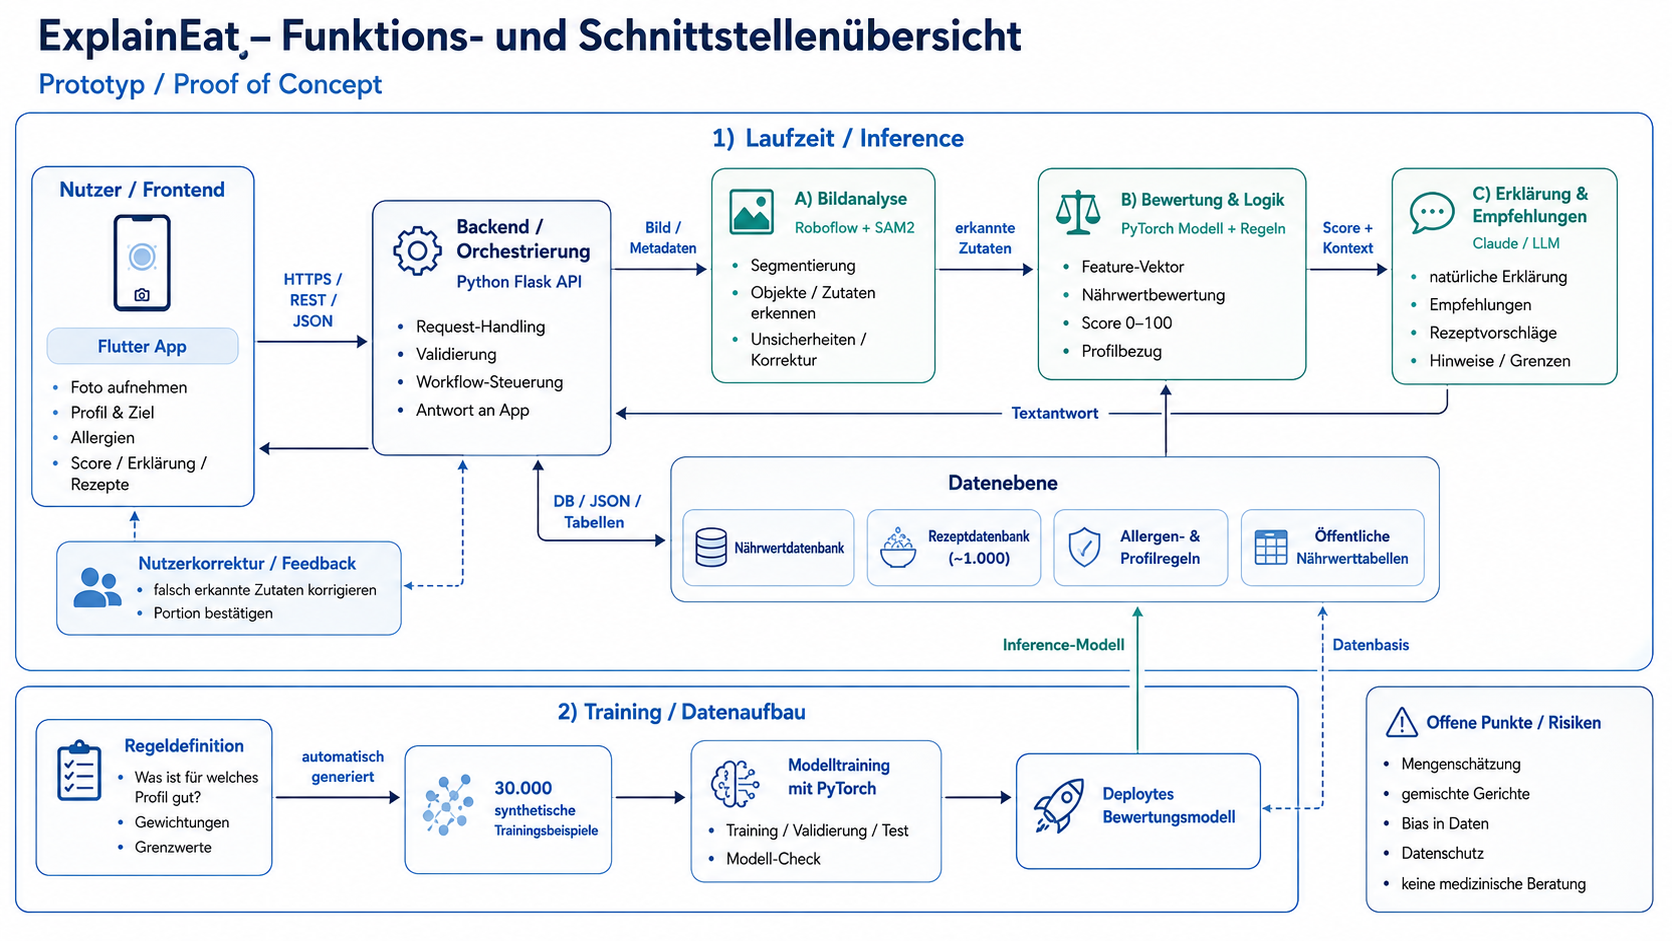 ExplainEat – Funktions- und Schnittstellenübersicht
Prototyp / Proof of Concept
1) Laufzeit / Inference
Nutzer / Frontend
Flutter App
• Foto aufnehmen
• Profil & Ziel
• Allergien
• Score / Erklärung /
Rezepte
HTTPS /
REST /
JSON
Backend /
Orchestrierung
Python Flask API
• Request-Handling
• Validierung
• Workflow-Steuerung
• Antwort an App
Bild /
Metadaten
A) Bildanalyse
Roboflow + SAM2
• Segmentierung
• Objekte / Zutaten
erkennen
• Unsicherheiten /
Korrektur
erkannte
Zutaten
B) Bewertung & Logik
PyTorch Modell + Regeln
• Feature-Vektor
• Nährwertbewertung
• Score 0–100
• Profilbezug
Score +
Kontext
C) Erklärung &
Empfehlungen
Claude / LLM
• natürliche Erklärung
• Empfehlungen
• Rezeptvorschläge
• Hinweise / Grenzen
Textantwort
DB / JSON /
Tabellen
Datenebene
Nährwertdatenbank
Rezeptdatenbank
(~1.000)
Allergen- &
Profilregeln
Öffentliche
Nährwerttabellen
Nutzerkorrektur / Feedback
• falsch erkannte Zutaten korrigieren
• Portion bestätigen
Inference-Modell
Datenbasis
2) Training / Datenaufbau
Regeldefinition
• Was ist für welches
Profil gut?
• Gewichtungen
• Grenzwerte
automatisch
generiert
30.000
synthetische
Trainingsbeispiele
Modelltraining
mit PyTorch
• Training / Validierung / Test
• Modell-Check
Deploytes
Bewertungsmodell
Offene Punkte / Risiken
• Mengenschätzung
• gemischte Gerichte
• Bias in Daten
• Datenschutz
• keine medizinische Beratung